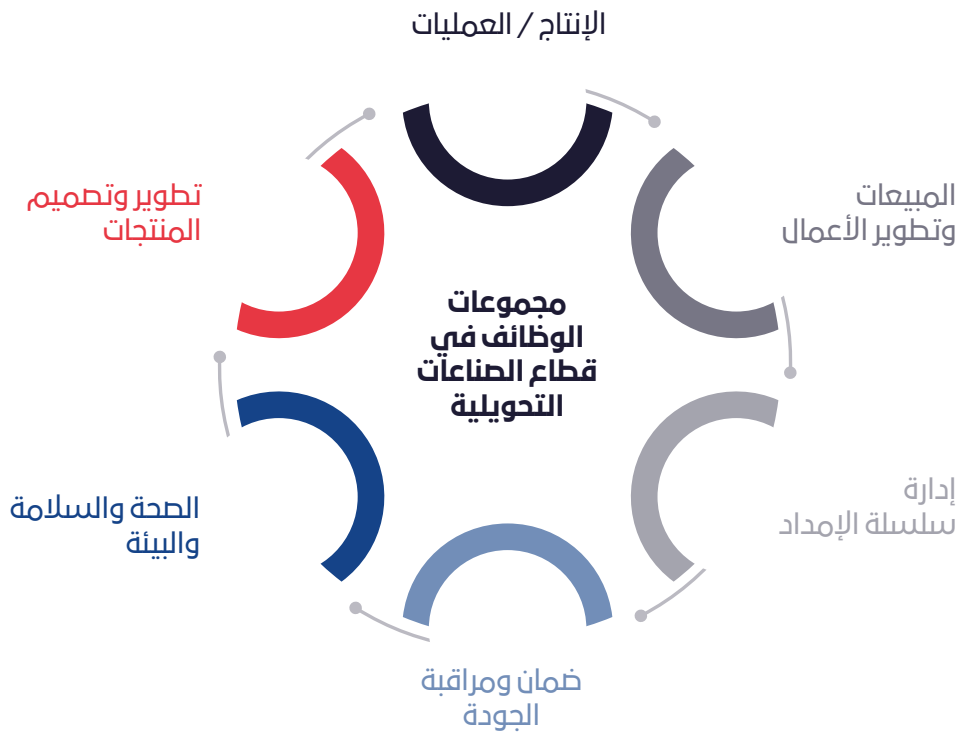 الإنتاج / العمليات
المبيعات
وتطوير الأعمال
إدارة
سلسلة الإمداد
ضمان ومراقبة
الجودة
الصحة والسلامة
والبيئة
تطوير وتصميم
المنتجات
مجموعات
الوظائف في
قطاع الصناعات
التحويلية